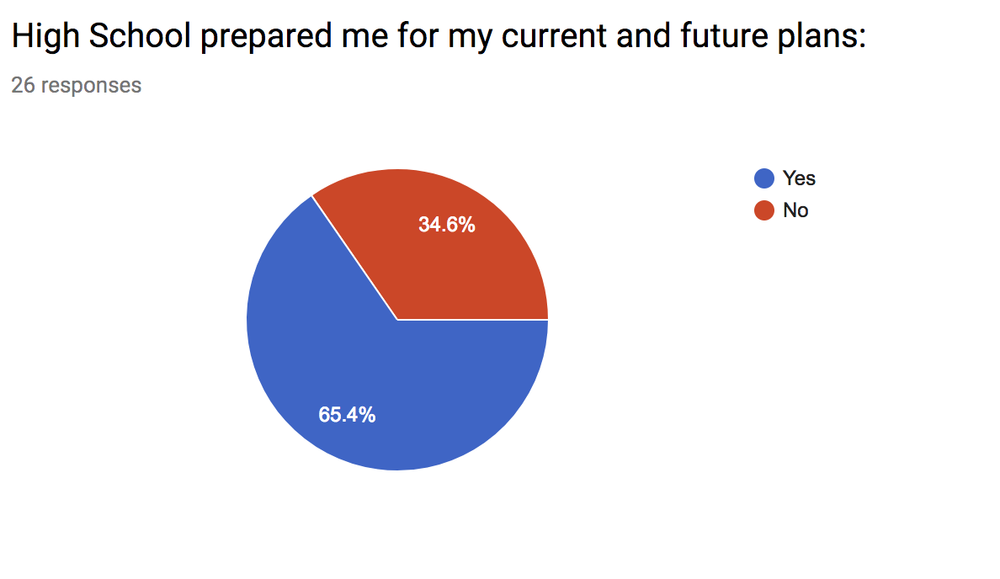 High School prepared me for my current and future plans:
26 responses
Yes
No
34.6%
65.4%